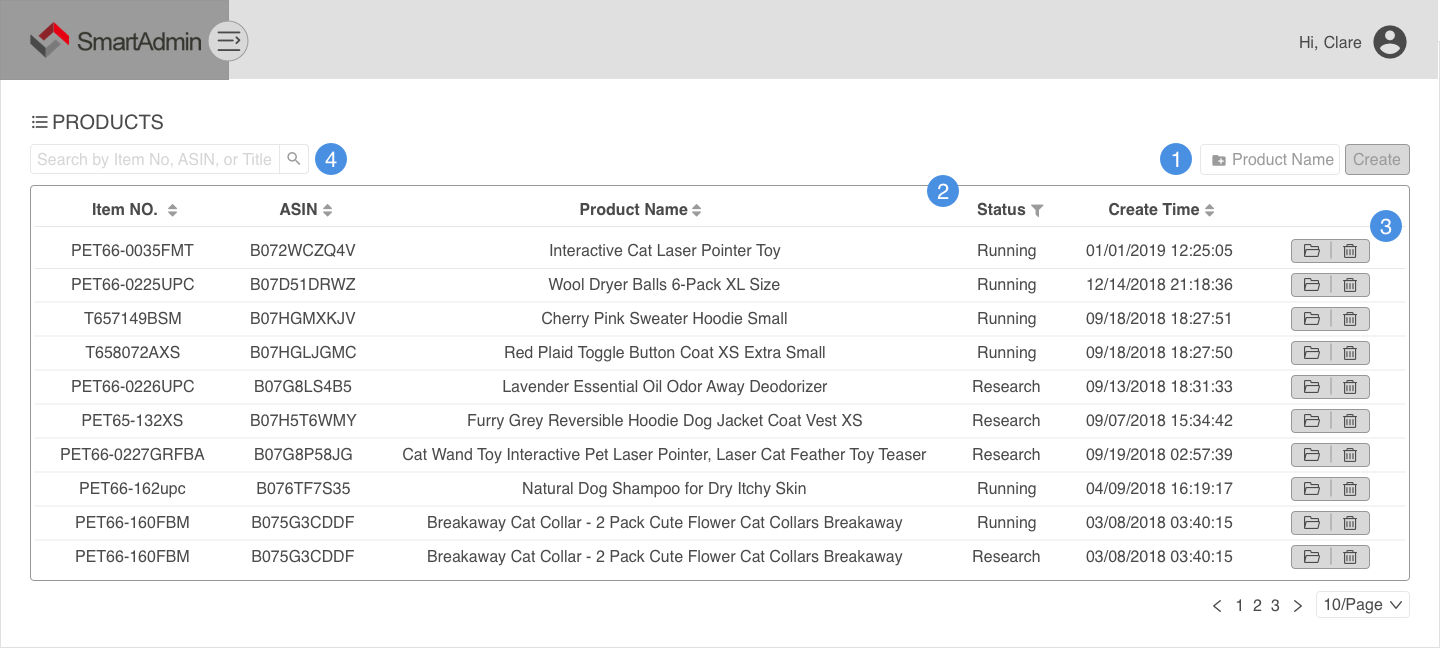 SmartAdmin
Hi, Clare
PRODUCTS
Search by Item No, ASIN, or Title 4 1 Product Name Create
2
Item NO. ASIN Product Name Status Create Time
3
PET66-0035FMT B072WCZQ4V Interactive Cat Laser Pointer Toy Running 01/01/2019 12:25:05
PET66-0225UPC B07D51DRWZ Wool Dryer Balls 6-Pack XL Size Running 12/14/2018 21:18:36
T657149BSM B07HGMXKJV Cherry Pink Sweater Hoodie Small Running 09/18/2018 18:27:51
T658072AXS B07HGLJGMC Red Plaid Toggle Button Coat XS Extra Small Running 09/18/2018 18:27:50
PET66-0226UPC B07G8LS4B5 Lavender Essential Oil Odor Away Deodorizer Research 09/13/2018 18:31:33
PET65-132XS B07H5T6WMY Furry Grey Reversible Hoodie Dog Jacket Coat Vest XS Research 09/07/2018 15:34:42
PET66-0227GRFBA B07G8P58JG Cat Wand Toy Interactive Pet Laser Pointer, Laser Cat Feather Toy Teaser Research 09/19/2018 02:57:39
PET66-162upc B076TF7S35 Natural Dog Shampoo for Dry Itchy Skin Running 04/09/2018 16:19:17
PET66-160FBM B075G3CDDF Breakaway Cat Collar - 2 Pack Cute Flower Cat Collars Breakaway Running 03/08/2018 03:40:15
PET66-160FBM B075G3CDDF Breakaway Cat Collar - 2 Pack Cute Flower Cat Collars Breakaway Research 03/08/2018 03:40:15
1 2 3 10/Page